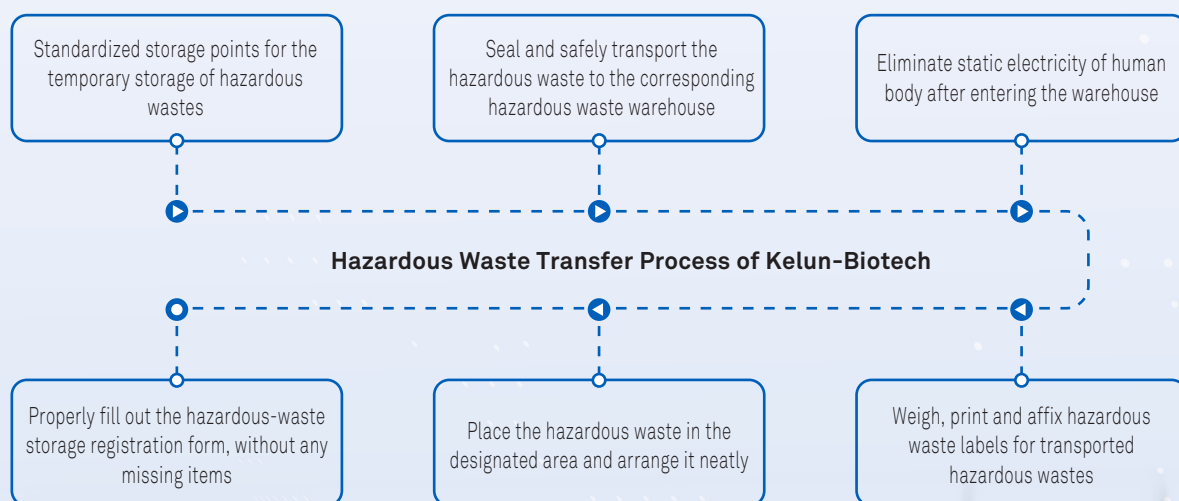 Standardized storage points for the
temporary storage of hazardous
wastes
Seal and safely transport the
hazardous waste to the corresponding
hazardous waste warehouse
Eliminate static electricity of human
body after entering the warehouse
Hazardous Waste Transfer Process of Kelun-Biotech
Properly fill out the hazardous-waste
storage registration form, without any
missing items
Place the hazardous waste in the
designated area and arrange it neatly
Weigh, print and affix hazardous
waste labels for transported
hazardous wastes